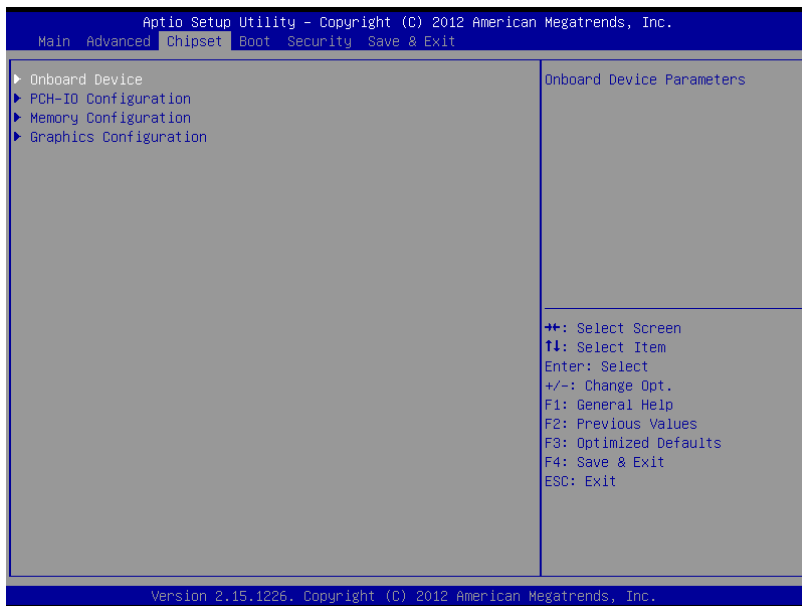 Aptio Setup Utility – Copyright (C) 2012 American Megatrends, Inc.
Main Advanced Chipset Boot Security Save & Exit
Onboard Device
PCH-IO Configuration
Memory Configuration
Graphics Configuration
Onboard Device Parameters
→←: Select Screen
↑↓: Select Item
Enter: Select
+/-: Change Opt.
F1: General Help
F2: Previous Values
F3: Optimized Defaults
F4: Save & Exit
ESC: Exit
Version 2.15.1226. Copyright (C) 2012 American Megatrends, Inc.